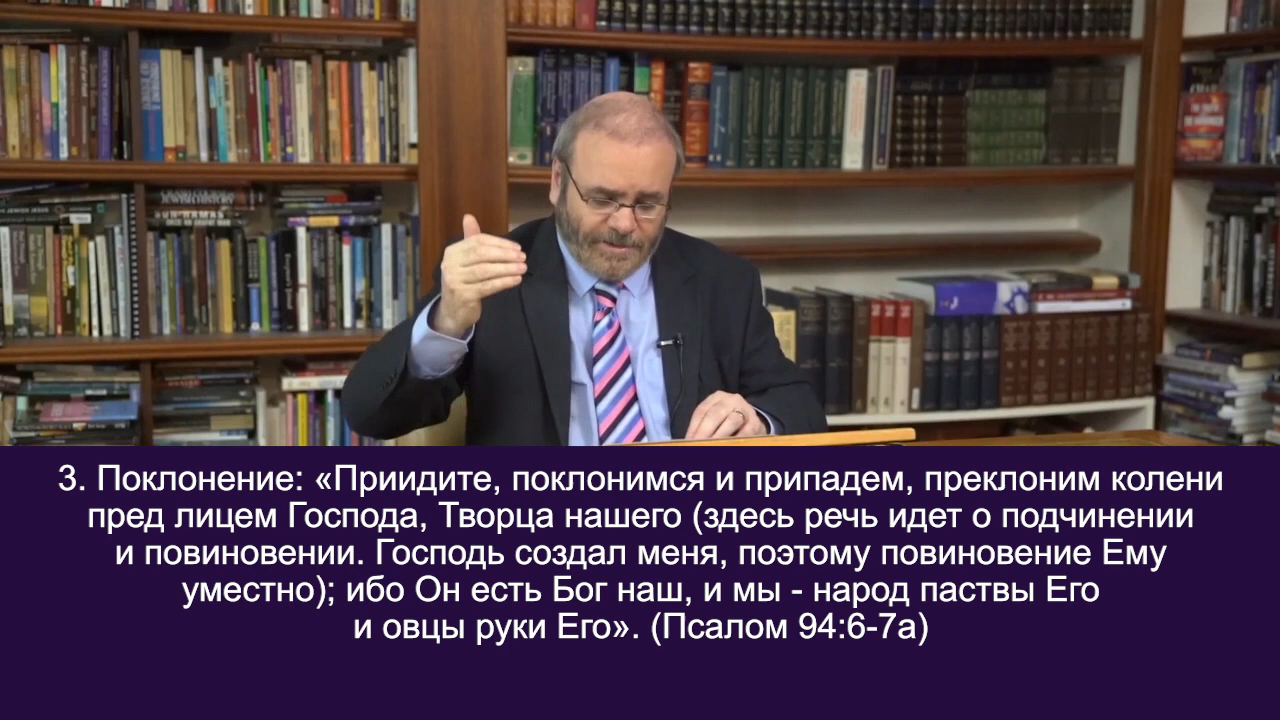 3. Поклонение: «Приидите, поклонимся и припадем, преклоним колени
пред лицем Господа, Творца нашего (здесь речь идет о подчинении
и повиновении. Господь создал меня, поэтому повиновение Ему
уместно); ибо Он есть Бог наш, и мы - народ паствы Его
и овцы руки Его». (Псалом 94:6-7а)